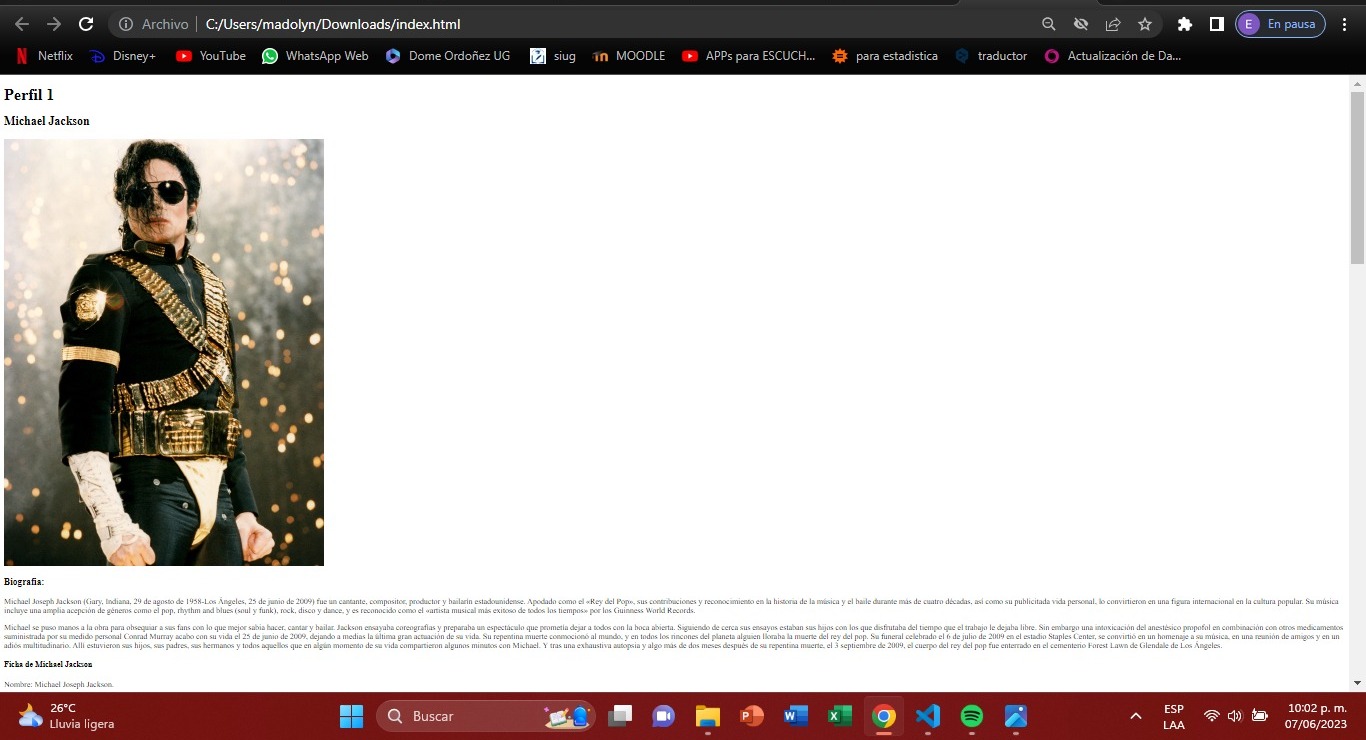 Archivo | C:/Users/madolyn/Downloads/index.html
E En pausa
Netflix Disney+ YouTube WhatsApp Web Dome Ordoñez UG siug MOODLE APPs para ESCUCH... para estadistica traductor Actualización de Da...
Perfil 1
Michael Jackson
Biografia:
Michael Joseph Jackson (Gary, Indiana, 29 de agosto de 1958-Los Ángeles, 25 de junio de 2009) fue un cantante, compositor, productor y bailarín estadounidense. Apodado como el «Rey del Pop», sus contribuciones y reconocimiento en la historia de la música y el baile durante más de cuatro décadas, así como su publicitada vida personal, lo convirtieron en una figura internacional en la cultura popular. Su música
incluye una amplia acepción de géneros como el pop, rhythm and blues (soul y funk), rock, disco y dance, y es reconocido como el «artista musical más exitoso de todos los tiempos» por los Guinness World Records.
Michael se puso manos a la obra para obsequiar a sus fans con lo que mejor sabía hacer, cantar y bailar. Jackson ensayaba coreografías y preparaba un espectáculo que prometía dejar a todos con la boca abierta. Siguiendo de cerca sus ensayos estaban sus hijos con los que disfrutaba del tiempo que el trabajo le dejaba libre. Sin embargo una intoxicación del anestésico propofol en combinación con otros medicamentos
suministrada por su medido personal Conrad Murray acabo con su vida el 25 de junio de 2009, dejando a medias la última gran actuación de su vida. Su repentina muerte conmocionó al mundo, y en todos los rincones del planeta alguien lloraba la muerte del rey del pop. Su funeral celebrado el 6 de julio de 2009 en el estadio Staples Center, se convirtió en un homenaje a su música, en una reunión de amigos y en un
adiós multitudinario. Allí estuvieron sus hijos, sus padres, sus hermanos y todos aquellos que en algún momento de su vida compartieron algunos minutos con Michael. Y tras una exhaustiva autopsia y algo más de dos meses después de su repentina muerte, el 3 septiembre de 2009, el cuerpo del rey del pop fue enterrado en el cementerio Forest Lawn de Glendale de Los Ángeles.
Ficha de Michael Jackson
Nombre: Michael Joseph Jackson.
26°C
Lluvia ligera
Buscar
ESP
LAA
10:02 p. m.
07/06/2023